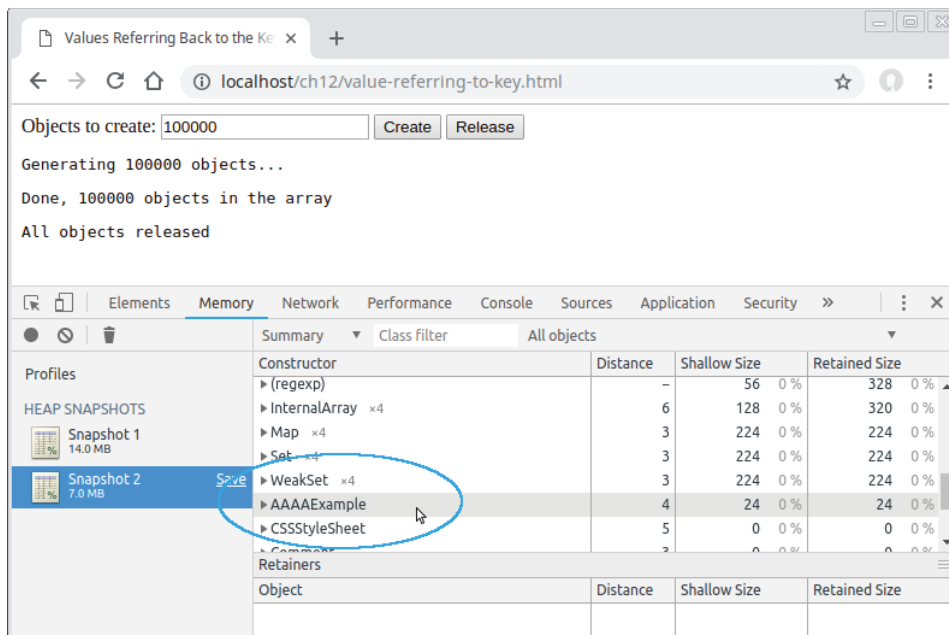 Values Referring Back to the Ke
localhost/ch12/value-referring-to-key.html
Objects to create: 100000 Create Release
Generating 100000 objects...
Done, 100000 objects in the array
All objects released
Elements Memory Network Performance Console Sources Application Security »
Summary ▼ Class filter All objects ▼
Profiles
HEAP SNAPSHOTS
Snapshot 1
14.0 MB
Snapshot 2 Save
7.0 MB
Constructor Distance Shallow Size Retained Size
(regexp) – 56 0 % 328 0 %
InternalArray ×4 6 128 0 % 320 0 %
Map ×4 3 224 0 % 224 0 %
Set ×4 3 224 0 % 224 0 %
WeakSet ×4 3 224 0 % 224 0 %
AAAAExample 4 24 0 % 24 0 %
CSSStyleSheet 5 0 0 % 0 0 %
Retainers
Object Distance Shallow Size Retained Size